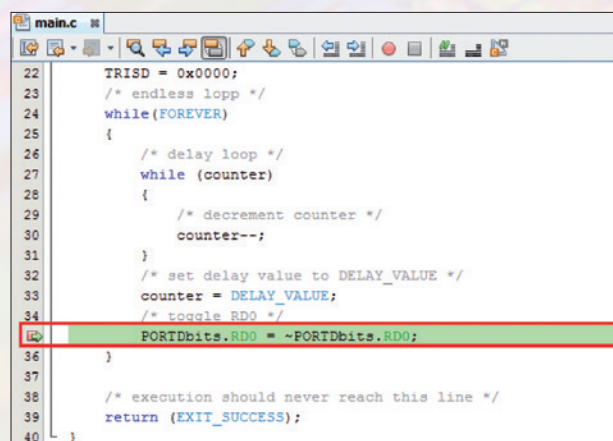 main.c
22 TRISD = 0x0000;
23 /* endless lopp */
24 while(FOREVER)
25 {
26 /* delay loop */
27 while (counter)
28 {
29 /* decrement counter */
30 counter--;
31 }
32 /* set delay value to DELAY_VALUE */
33 counter = DELAY_VALUE;
34 /* toggle RD0 */
PORTDbits.RD0 = ~PORTDbits.RD0;
36 }
37
38 /* execution should never reach this line */
39 return (EXIT_SUCCESS);
40 }